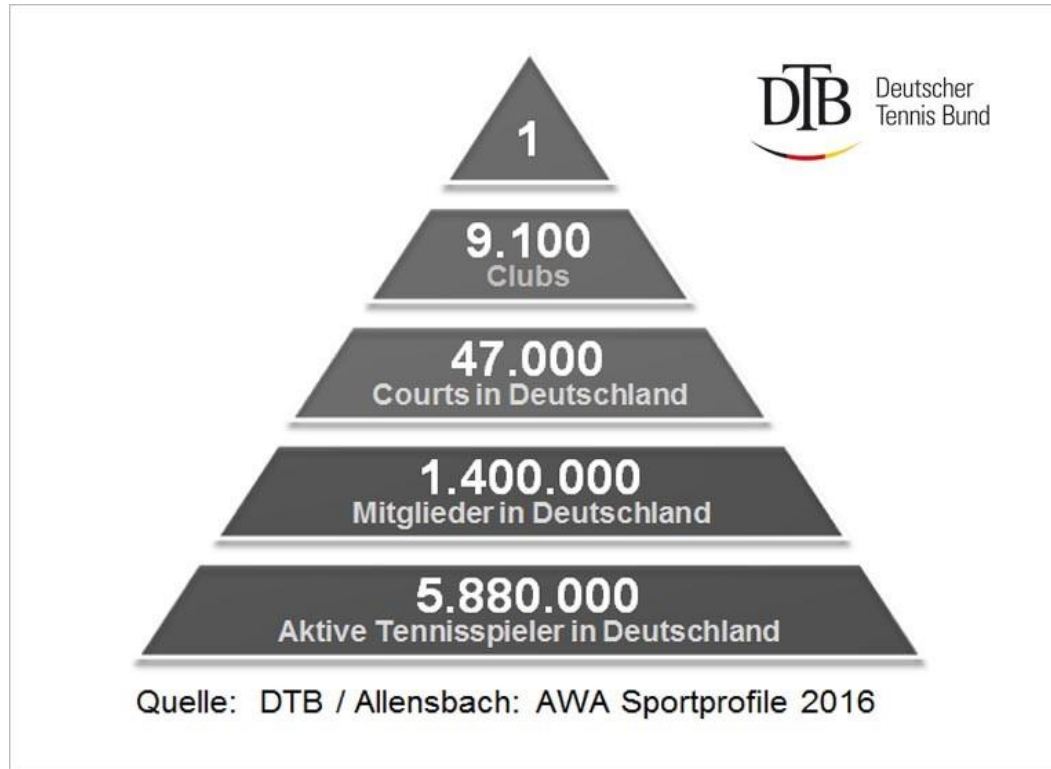 DTB
Deutscher
Tennis Bund
1
9.100
Clubs
47.000
Courts in Deutschland
1.400.000
Mitglieder in Deutschland
5.880.000
Aktive Tennisspieler in Deutschland
Quelle: DTB / Allensbach: AWA Sportprofile 2016